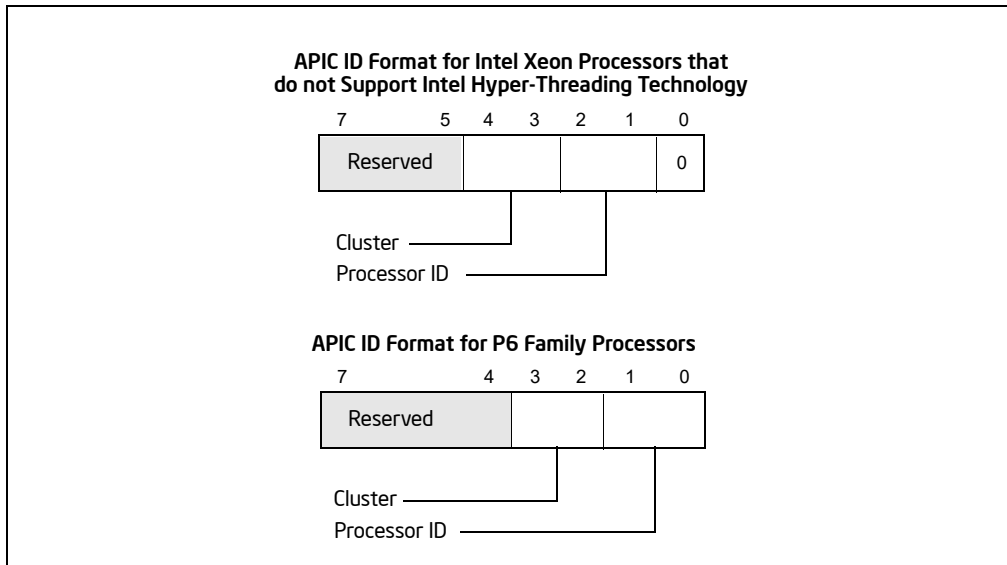 APIC ID Format for Intel Xeon Processors that
do not Support Intel Hyper-Threading Technology
7 5 4 3 2 1 0
Reserved 0
Cluster
Processor ID
APIC ID Format for P6 Family Processors
7 4 3 2 1 0
Reserved
Cluster
Processor ID